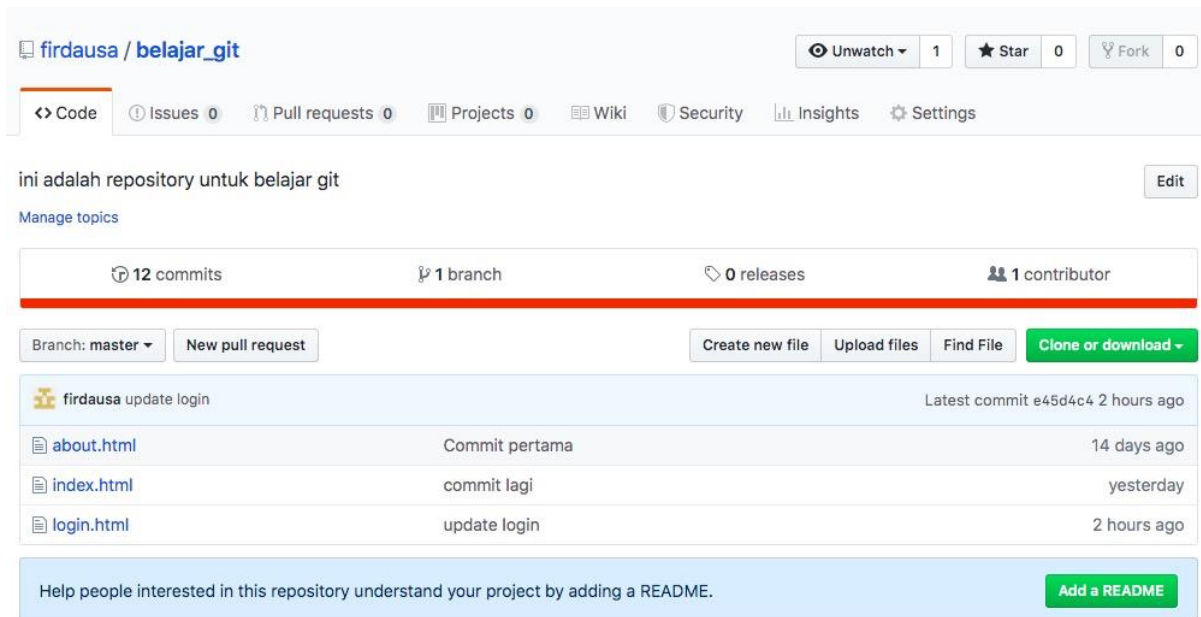 firdausa / belajar_git Unwatch 1 Star 0 Fork 0
Code Issues 0 Pull requests 0 Projects 0 Wiki Security Insights Settings
ini adalah repository untuk belajar git Edit
Manage topics
12 commits 1 branch 0 releases 1 contributor
Branch: master New pull request Create new file Upload files Find File Clone or download
firdausa update login Latest commit e45d4c4 2 hours ago
about.html Commit pertama 14 days ago
index.html commit lagi yesterday
login.html update login 2 hours ago
Help people interested in this repository understand your project by adding a README. Add a README